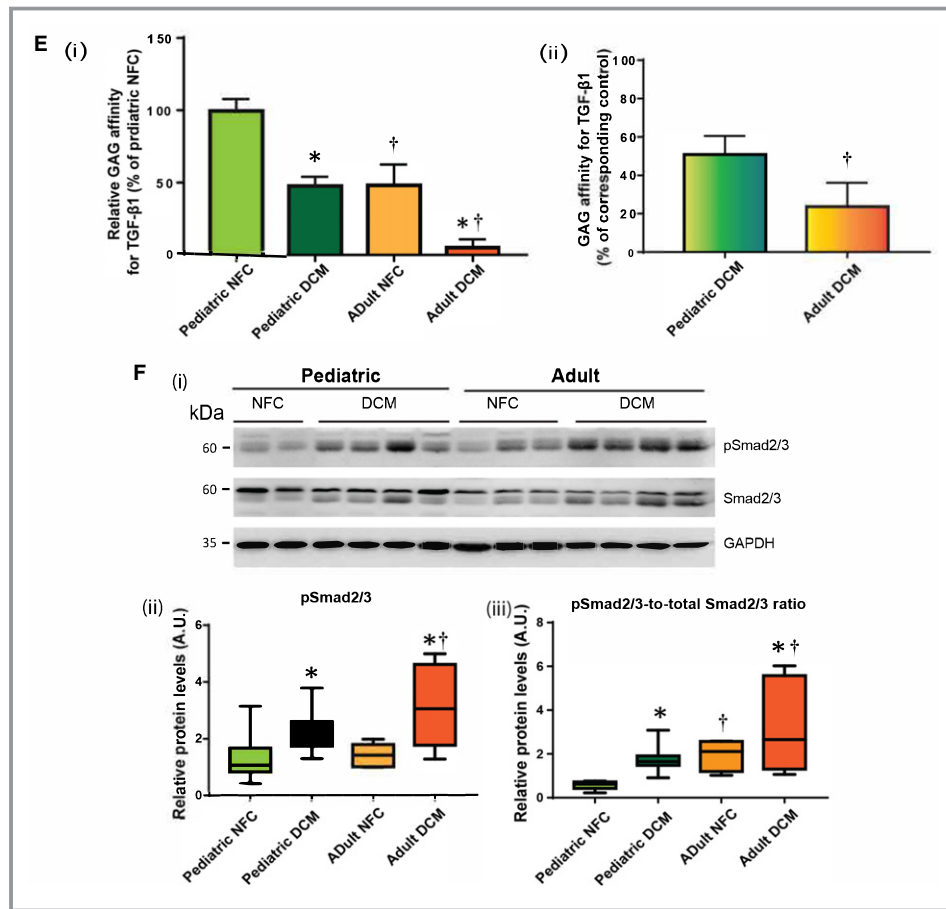 E (i)
Relative GAG affinity
for TGF-β1 (% of prdiatric NFC)
150
100
50
0
*
†
*†
Pediatric NFC
Pediatric DCM
ADult NFC
Adult DCM
(ii)
GAG affinity for TGF-β1
(% of corresponding control)
100
80
60
40
20
0
†
Pediatric DCM
Adult DCM
F (i)
Pediatric Adult
kDa NFC DCM NFC DCM
60 pSmad2/3
60 Smad2/3
35 GAPDH
(ii)
pSmad2/3
Relative protein levels (A.U.)
6
4
2
0
*
*†
Pediatric NFC
Pediatric DCM
ADult NFC
Adult DCM
(iii)
pSmad2/3-to-total Smad2/3 ratio
Relative protein levels (A.U.)
8
6
4
2
0
*
†
*†
Pediatric NFC
Pediatric DCM
ADult NFC
Adult DCM